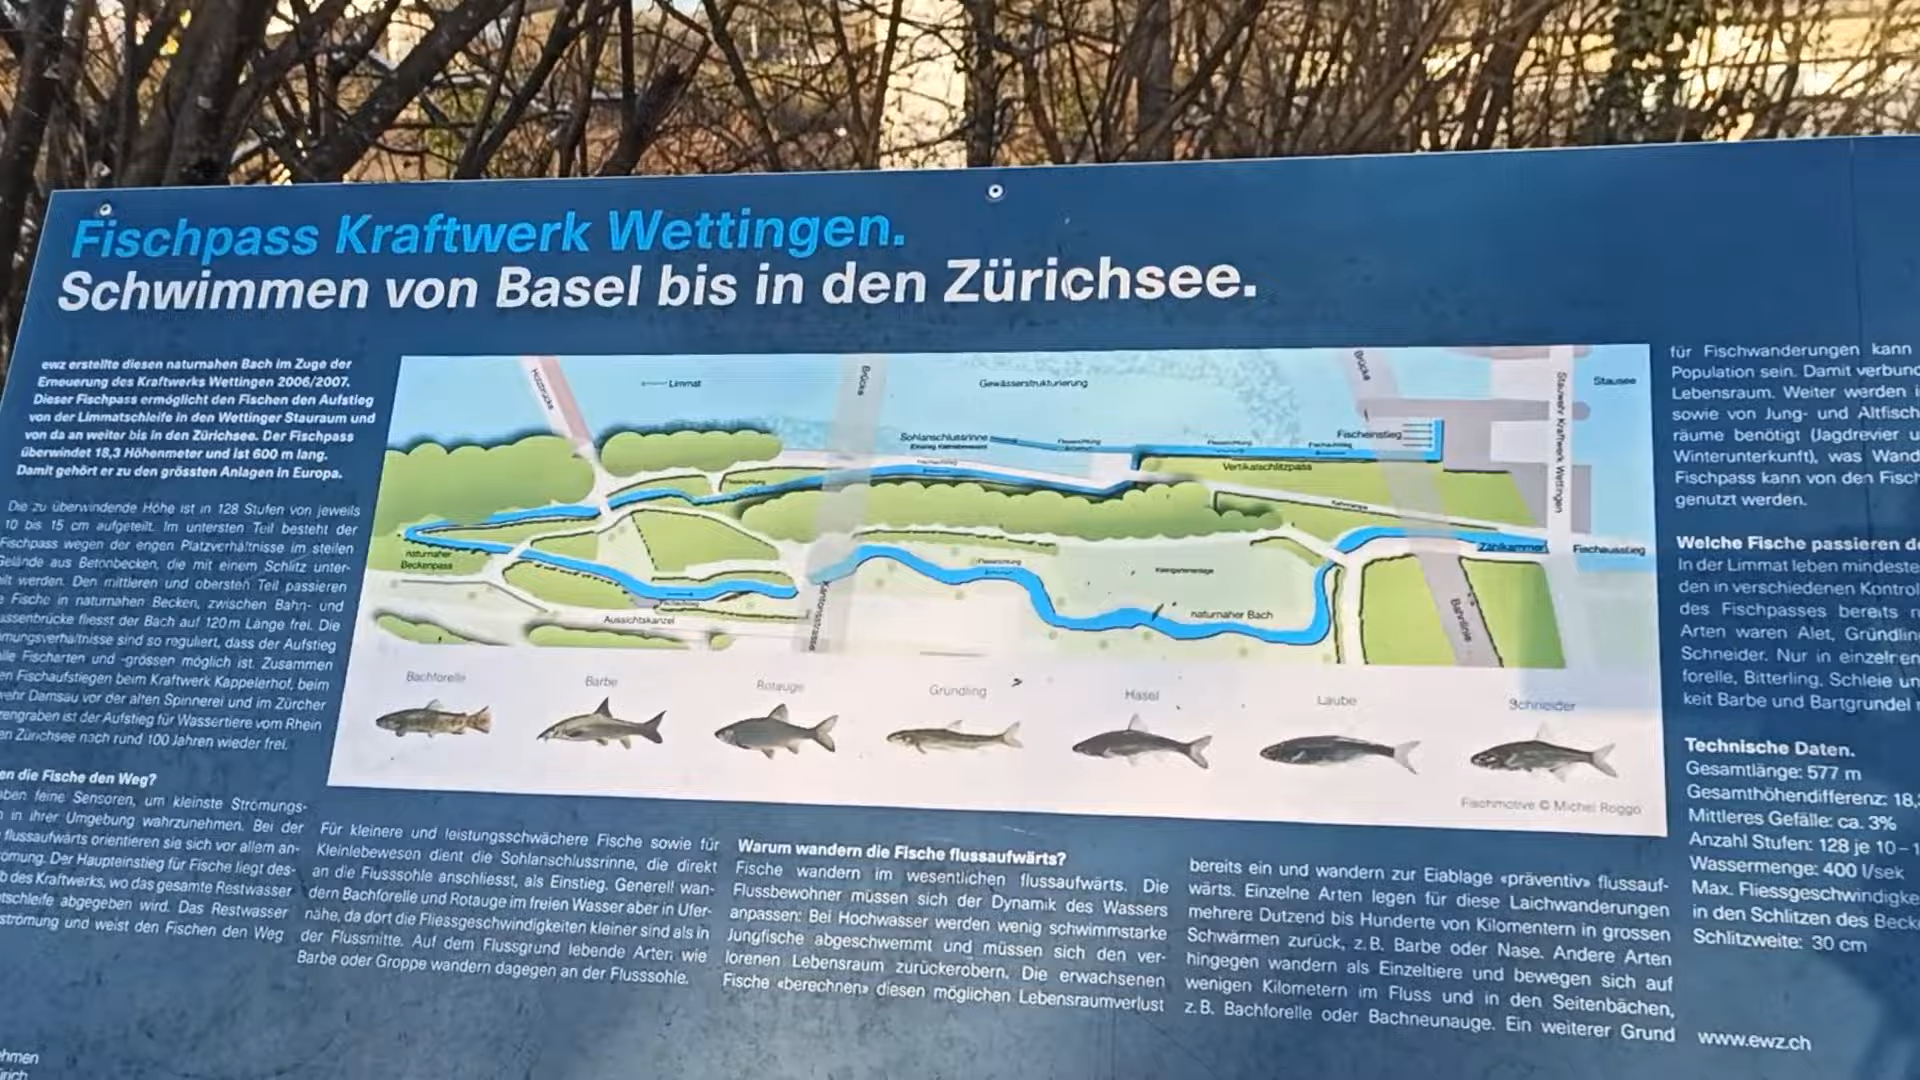 Fischpass Kraftwerk Wettingen.
Schwimmen von Basel bis in den Zürichsee.
ewz erstellte diesen naturnahen Bach im Zuge der
Erneuerung des Kraftwerks Wettingen 2006/2007.
Dieser Fischpass ermöglicht den Fischen den Aufstieg
von der Limmatschleife in den Wettinger Stauraum und
von da an weiter bis in den Zürichsee. Der Fischpass
überwindet 18,3 Höhenmeter und ist 600 m lang.
Damit gehört er zu den grössten Anlagen in Europa.
Die zu überwindende Höhe ist in 128 Stufen von jeweils
10 bis 15 cm aufgeteilt. Im untersten Teil besteht der
Fischpass wegen der engen Platzverhältnisse im steilen
Gelände aus Betonbecken, die mit einem Schlitz unter-
werden. Den mittleren und obersten Teil passieren
Fische in naturnahen Becken, zwischen Bahn- und
assenbrücke fliesst der Bach auf 120 m Länge frei. Die
mungsverhältnisse sind so reguliert, dass der Aufstieg
alle Fischarten und -grössen möglich ist. Zusammen
en Fischaufstiegen beim Kraftwerk Kappelerhof, beim
wehr Damsau vor der alten Spinnerei und im Zürcher
zengraben ist der Aufstieg für Wassertiere vom Rhein
en Zürichsee nach rund 100 Jahren wieder frei.
en die Fische den Weg?
aben feine Sensoren, um kleinste Strömungs-
in ihrer Umgebung wahrzunehmen. Bei der
flussaufwärts orientieren sie sich vor allem an-
ömung. Der Haupteinstieg für Fische liegt des-
b des Kraftwerks, wo das gesamte Restwasser
tschleife abgegeben wird. Das Restwasser
strömung und weist den Fischen den Weg
ehmen
ürich
Holzbrücke
Limmat
Brücke
Gewässerstrukturierung
Brücke
Stauwehr Kraftwerk Wettingen
Stausee
Sohlanschlussrinne
Fischeinstieg
Vertikalschlitzpass
naturnaher
Beckenpass
Zählkammer
Fischausstieg
Kleingartenanlage
naturnaher Bach
Aussichtskanzel
Kantonsstrasse
Bahnlinie
Bachforelle
Barbe
Rotauge
Gründling
Hasel
Laube
Schneider
Fischmotive © Michel Roggo
Für kleinere und leistungsschwächere Fische sowie für
Kleinlebewesen dient die Sohlanschlussrinne, die direkt
an die Flusssohle anschliesst, als Einstieg. Generell wan-
dern Bachforelle und Rotauge im freien Wasser aber in Ufer-
nähe, da dort die Fliessgeschwindigkeiten kleiner sind als in
der Flussmitte. Auf dem Flussgrund lebende Arten wie
Barbe oder Groppe wandern dagegen an der Flusssohle.
Warum wandern die Fische flussaufwärts?
Fische wandern im wesentlichen flussaufwärts. Die
Flussbewohner müssen sich der Dynamik des Wassers
anpassen: Bei Hochwasser werden wenig schwimmstarke
Jungfische abgeschwemmt und müssen sich den ver-
lorenen Lebensraum zurückerobern. Die erwachsenen
Fische «berechnen» diesen möglichen Lebensraumverlust
bereits ein und wandern zur Eiablage «präventiv» flussauf-
wärts. Einzelne Arten legen für diese Laichwanderungen
mehrere Dutzend bis Hunderte von Kilometern in grossen
Schwärmen zurück, z.B. Barbe oder Nase. Andere Arten
hingegen wandern als Einzeltiere und bewegen sich auf
wenigen Kilometern im Fluss und in den Seitenbächen,
z.B. Bachforelle oder Bachneunauge. Ein weiterer Grund
für Fischwanderungen kann
Population sein. Damit verbund
Lebensraum. Weiter werden
sowie von Jung- und Altfisch
räume benötigt (Jagdrevier u
Winterunterkunft), was Wand
Fischpass kann von den Fisch
genutzt werden.
Welche Fische passieren de
In der Limmat leben mindeste
den in verschiedenen Kontrol
des Fischpasses bereits n
Arten waren Alet, Gründlin
Schneider. Nur in einzelnen
forelle, Bitterling, Schleie un
keit Barbe und Bartgrundel
Technische Daten.
Gesamtlänge: 577 m
Gesamthöhendifferenz: 18,
Mittleres Gefälle: ca. 3%
Anzahl Stufen: 128 je 10 – 1
Wassermenge: 400 l/sek
Max. Fliessgeschwindigke
in den Schlitzen des Becke
Schlitzweite: 30 cm
www.ewz.ch